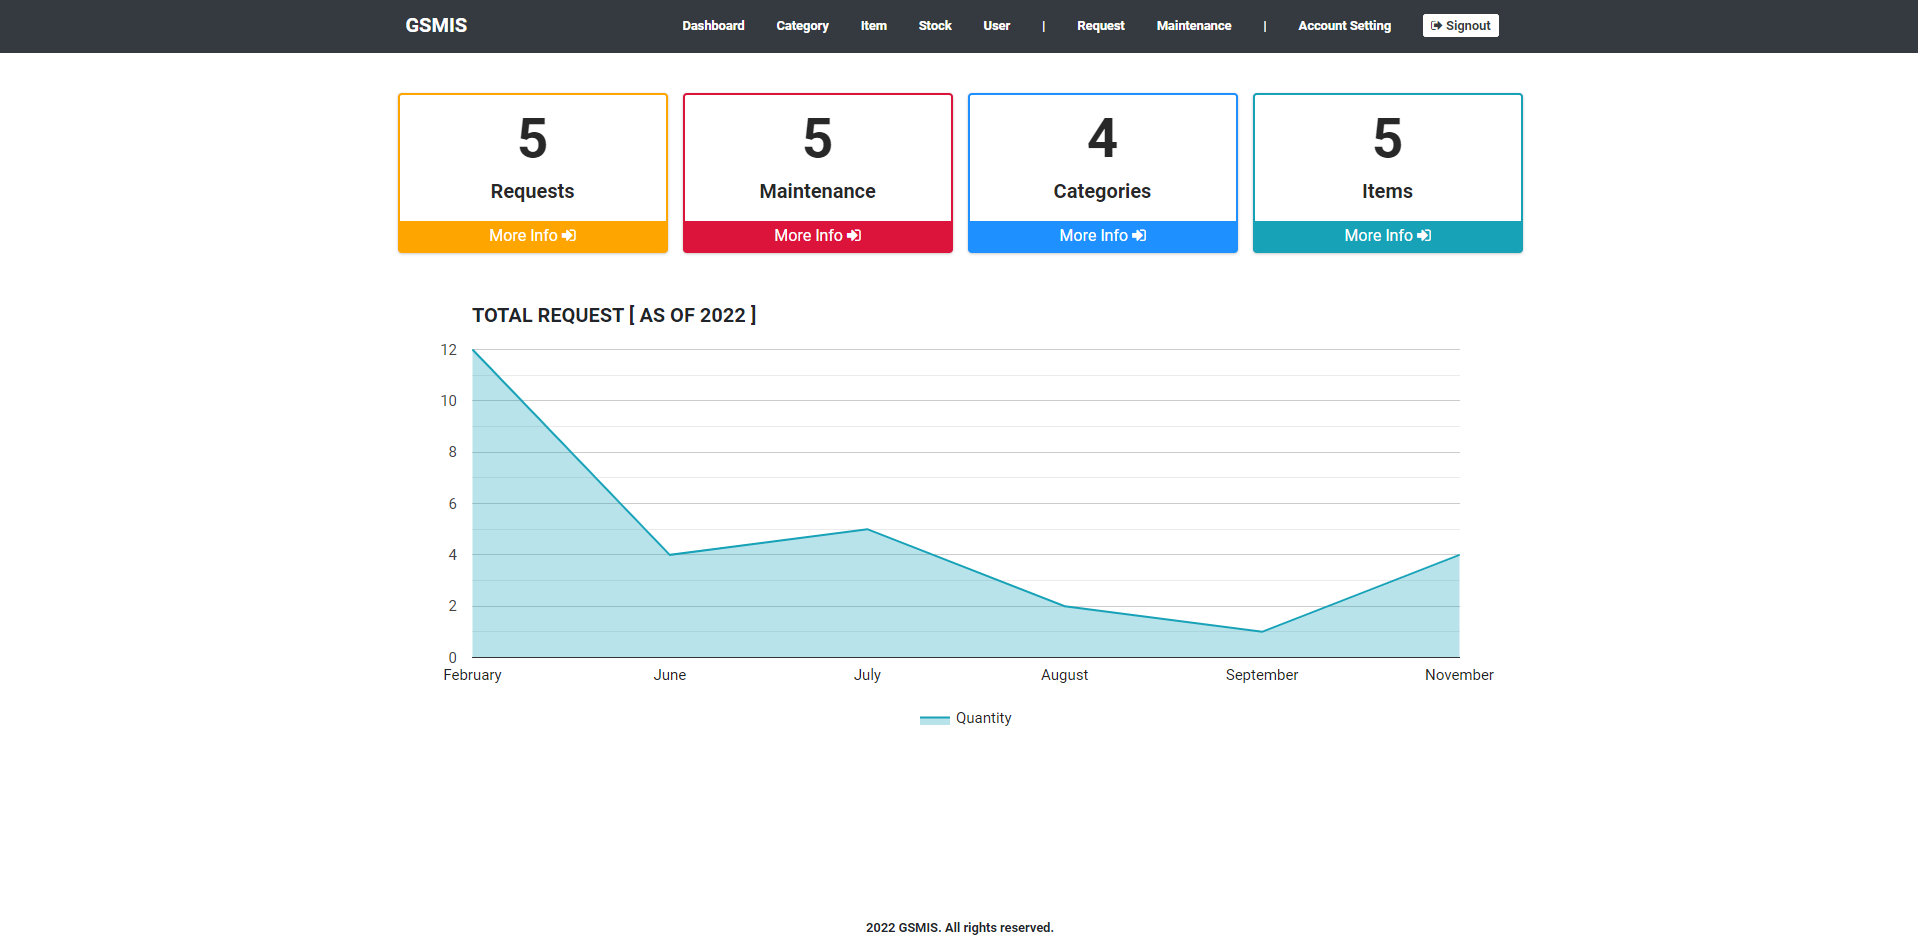 GSMIS Dashboard Category Item Stock User | Request Maintenance | Account Setting Signout
5 5 4 5
Requests Maintenance Categories Items
More Info More Info More Info More Info
TOTAL REQUEST [ AS OF 2022 ]
12
10
8
6
4
2
0
February June July August September November
Quantity
2022 GSMIS. All rights reserved.